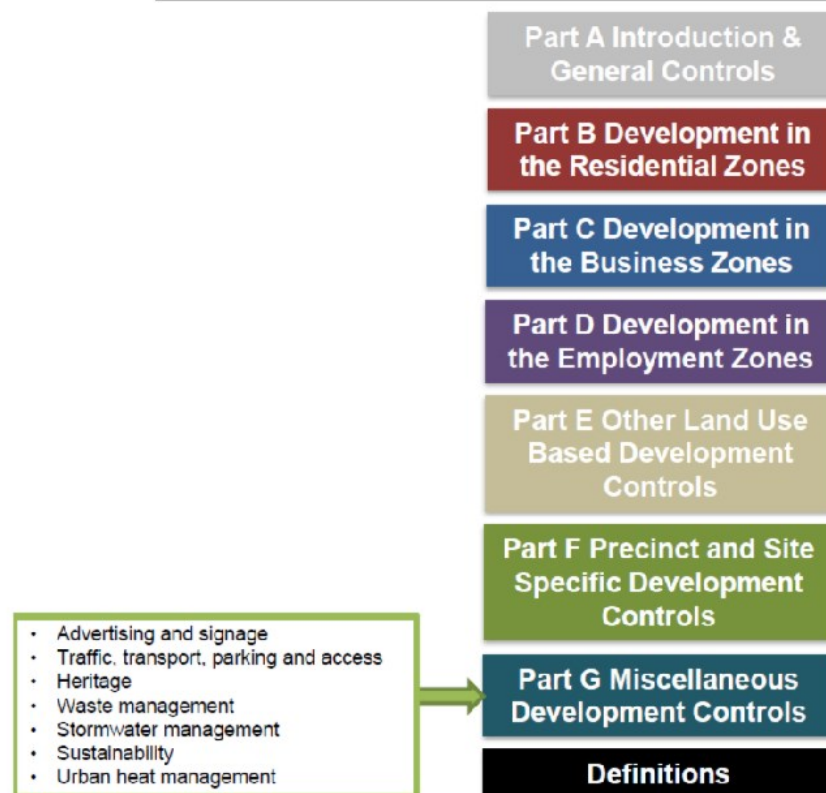 Part A Introduction &
General Controls
Part B Development in
the Residential Zones
Part C Development in
the Business Zones
Part D Development in
the Employment Zones
Part E Other Land Use
Based Development
Controls
Part F Precinct and Site
Specific Development
Controls
• Advertising and signage
• Traffic, transport, parking and access
• Heritage
• Waste management
• Stormwater management
• Sustainability
• Urban heat management
Part G Miscellaneous
Development Controls
Definitions